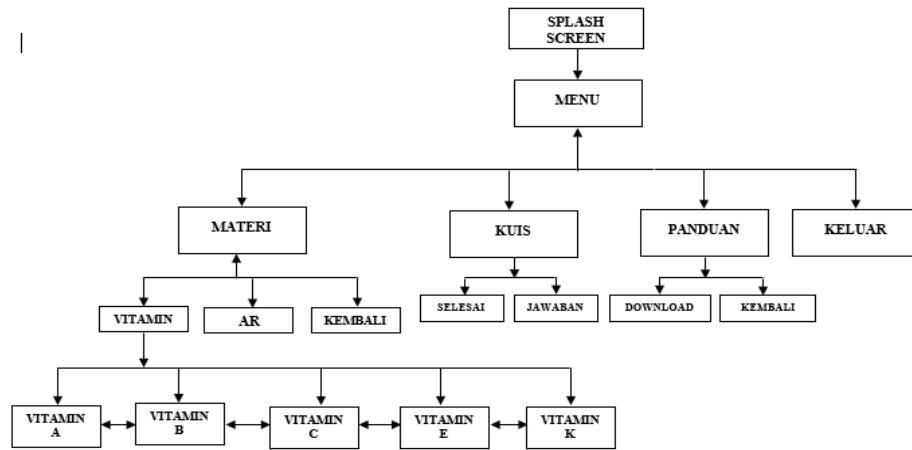 SPLASH
SCREEN
MENU
MATERI
KUIS
PANDUAN
KELUAR
VITAMIN
AR
KEMBALI
SELESAI
JAWABAN
DOWNLOAD
KEMBALI
VITAMIN
A
VITAMIN
B
VITAMIN
C
VITAMIN
E
VITAMIN
K